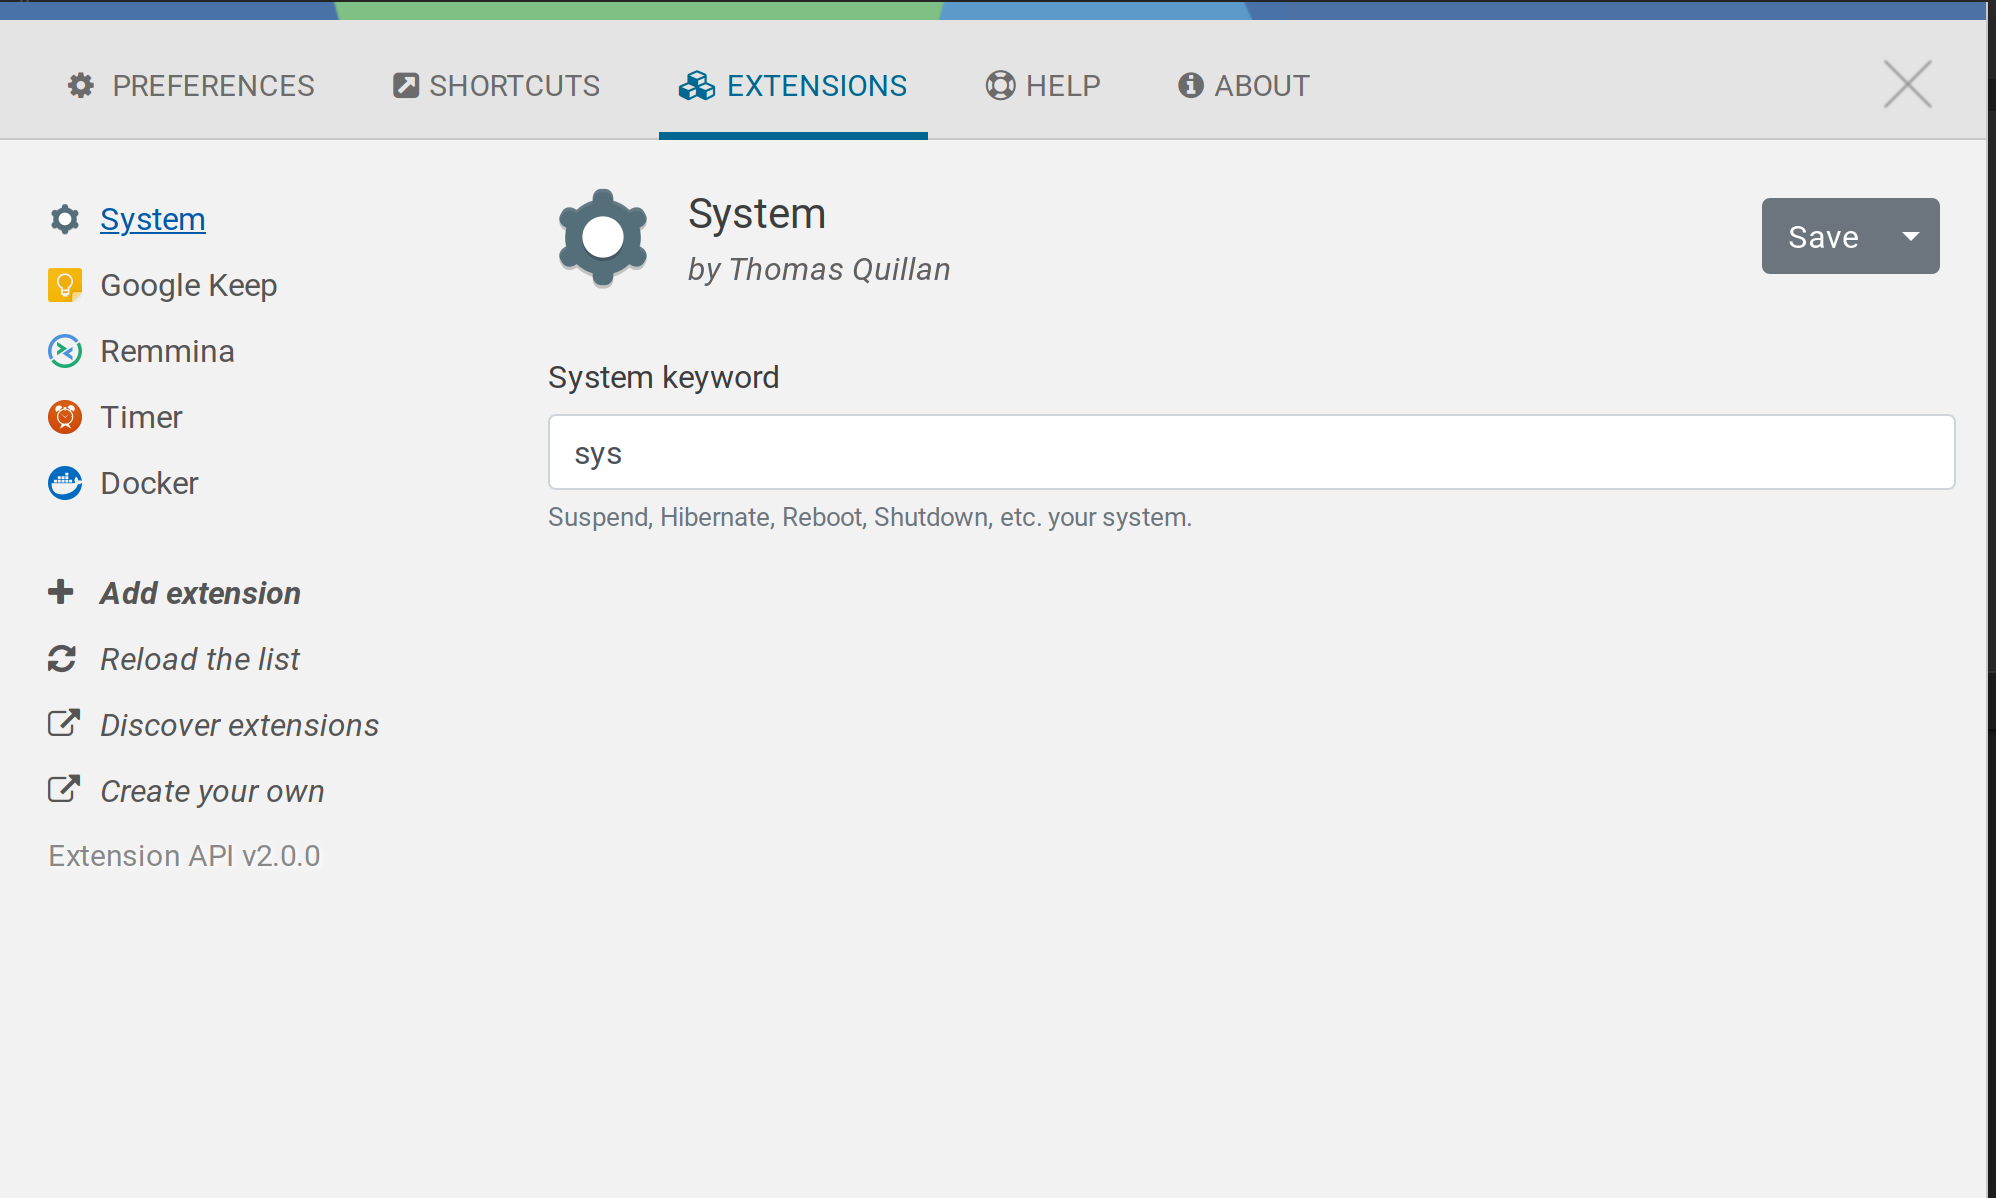 PREFERENCES SHORTCUTS EXTENSIONS HELP ABOUT
System
Google Keep
Remmina
Timer
Docker
Add extension
Reload the list
Discover extensions
Create your own
Extension API v2.0.0
System
by Thomas Quillan
Save
System keyword
sys
Suspend, Hibernate, Reboot, Shutdown, etc. your system.